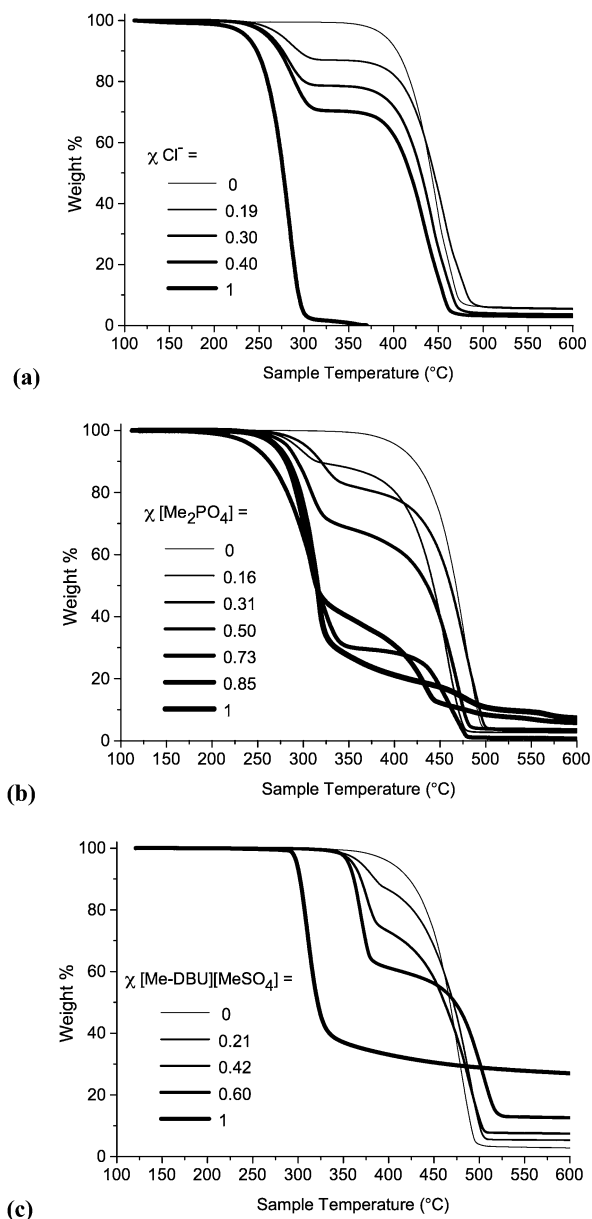 100
80
60
40
20
0
Weight %
χ Cl⁻ =
0
0.19
0.30
0.40
1
100 150 200 250 300 350 400 450 500 550 600
Sample Temperature (°C)
(a)
100
80
60
40
20
0
Weight %
χ [Me₂PO₄] =
0
0.16
0.31
0.50
0.73
0.85
1
100 150 200 250 300 350 400 450 500 550 600
Sample Temperature (°C)
(b)
100
80
60
40
20
0
Weight %
χ [Me-DBU][MeSO₄] =
0
0.21
0.42
0.60
1
100 150 200 250 300 350 400 450 500 550 600
Sample Temperature (°C)
(c)